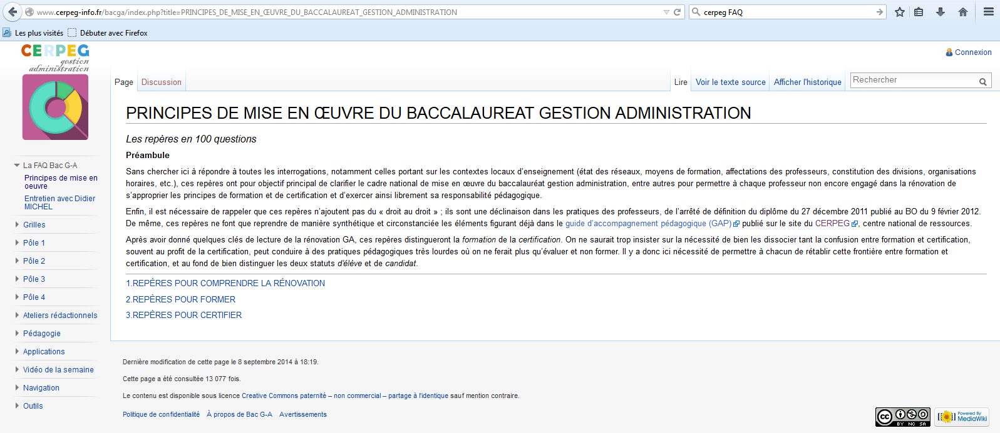 www.cerpeg-info.fr/bacga/index.php?title=PRINCIPES_DE_MISE_EN_ŒUVRE_DU_BACCALAUREAT_GESTION_ADMINISTRATION
cerpeg FAQ
Les plus visités
Débuter avec Firefox
CERPEG
gestion
administration
Connexion
Page
Discussion
Lire
Voir le texte source
Afficher l'historique
Rechercher
La FAQ Bac G-A
Principes de mise en
oeuvre
Entretien avec Didier
MICHEL
Grilles
Pôle 1
Pôle 2
Pôle 3
Pôle 4
Ateliers rédactionnels
Pédagogie
Applications
Vidéo de la semaine
Navigation
Outils
PRINCIPES DE MISE EN ŒUVRE DU BACCALAUREAT GESTION ADMINISTRATION
Les repères en 100 questions
Préambule
Sans chercher ici à répondre à toutes les interrogations, notamment celles portant sur les contextes locaux d'enseignement (état des réseaux, moyens de formation, affectations des professeurs, constitution des divisions, organisations
horaires, etc.), ces repères ont pour objectif principal de clarifier le cadre national de mise en œuvre du baccalauréat gestion administration, entre autres pour permettre à chaque professeur non encore engagé dans la rénovation de
s'approprier les principes de formation et de certification et d'exercer ainsi librement sa responsabilité pédagogique.
Enfin, il est nécessaire de rappeler que ces repères n'ajoutent pas du « droit au droit » ; ils sont une déclinaison dans les pratiques des professeurs, de l'arrêté de définition du diplôme du 27 décembre 2011 publié au BO du 9 février 2012.
De même, ces repères ne font que reprendre de manière synthétique et circonstanciée les éléments figurant déjà dans le guide d'accompagnement pédagogique (GAP) publié sur le site du CERPEG, centre national de ressources.
Après avoir donné quelques clés de lecture de la rénovation GA, ces repères distingueront la formation de la certification. On ne saurait trop insister sur la nécessité de bien les dissocier tant la confusion entre formation et certification,
souvent au profit de la certification, peut conduire à des pratiques pédagogiques très lourdes où on ne ferait plus qu'évaluer et non former. Il y a donc ici nécessité de permettre à chacun de rétablir cette frontière entre formation et
certification, et au fond de bien distinguer les deux statuts d'élève et de candidat.
1.REPÈRES POUR COMPRENDRE LA RÉNOVATION
2.REPÈRES POUR FORMER
3.REPÈRES POUR CERTIFIER
Dernière modification de cette page le 8 septembre 2014 à 18:19.
Cette page a été consultée 13 077 fois.
Le contenu est disponible sous licence Creative Commons paternité – non commercial – partage à l'identique sauf mention contraire.
Politique de confidentialité
À propos de Bac G-A
Avertissements
cc
BY NC SA
Powered By
MediaWiki